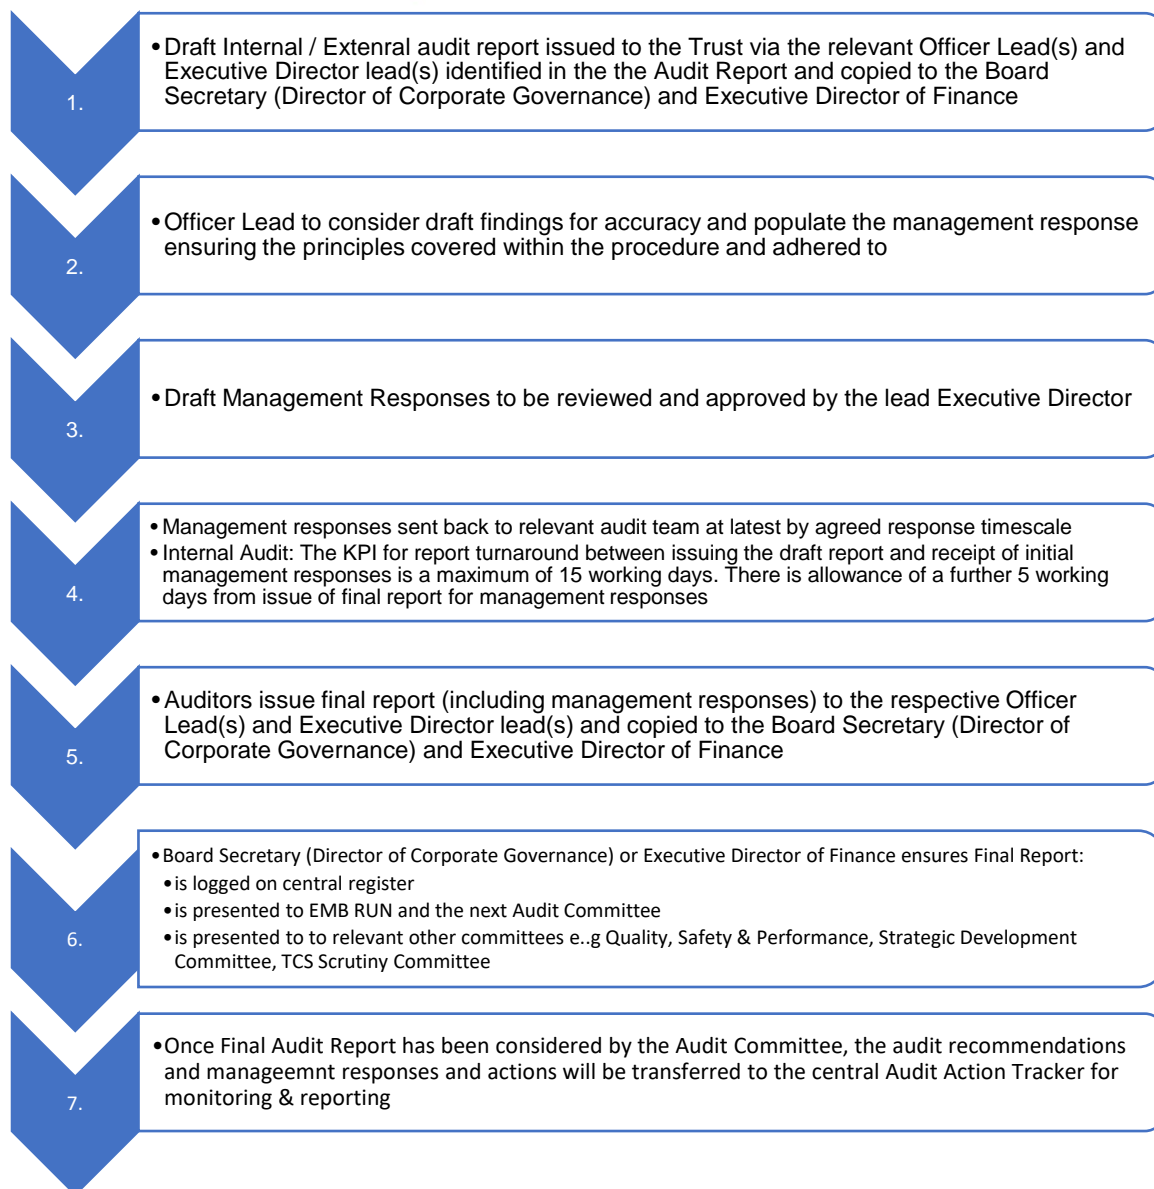 1.
•Draft Internal / Extenral audit report issued to the Trust via the relevant Officer Lead(s) and
Executive Director lead(s) identified in the the Audit Report and copied to the Board
Secretary (Director of Corporate Governance) and Executive Director of Finance
2.
•Officer Lead to consider draft findings for accuracy and populate the management response
ensuring the principles covered within the procedure and adhered to
3.
•Draft Management Responses to be reviewed and approved by the lead Executive Director
4.
•Management responses sent back to relevant audit team at latest by agreed response timescale
•Internal Audit: The KPI for report turnaround between issuing the draft report and receipt of initial
management responses is a maximum of 15 working days. There is allowance of a further 5 working
days from issue of final report for management responses
5.
•Auditors issue final report (including management responses) to the respective Officer
Lead(s) and Executive Director lead(s) and copied to the Board Secretary (Director of
Corporate Governance) and Executive Director of Finance
6.
•Board Secretary (Director of Corporate Governance) or Executive Director of Finance ensures Final Report:
•is logged on central register
•is presented to EMB RUN and the next Audit Committee
•is presented to to relevant other committees e..g Quality, Safety & Performance, Strategic Development
Committee, TCS Scrutiny Committee
7.
•Once Final Audit Report has been considered by the Audit Committee, the audit recommendations
and manageemnt responses and actions will be transferred to the central Audit Action Tracker for
monitoring & reporting